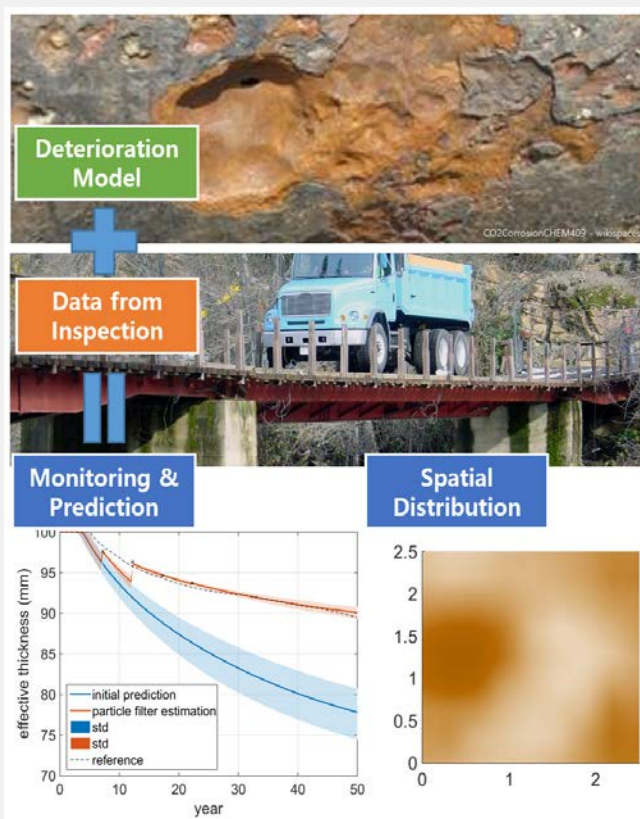 Deterioration
Model
CO2CorrosionCHEM409 - wikispaces
Data from
Inspection
Monitoring &
Prediction
Spatial
Distribution
100
95
90
85
80
75
70
effective thickness (mm)
initial prediction
particle filter estimation
std
std
reference
0
10
20
30
40
50
year
2.5
2
1.5
1
0.5
0
0
1
2